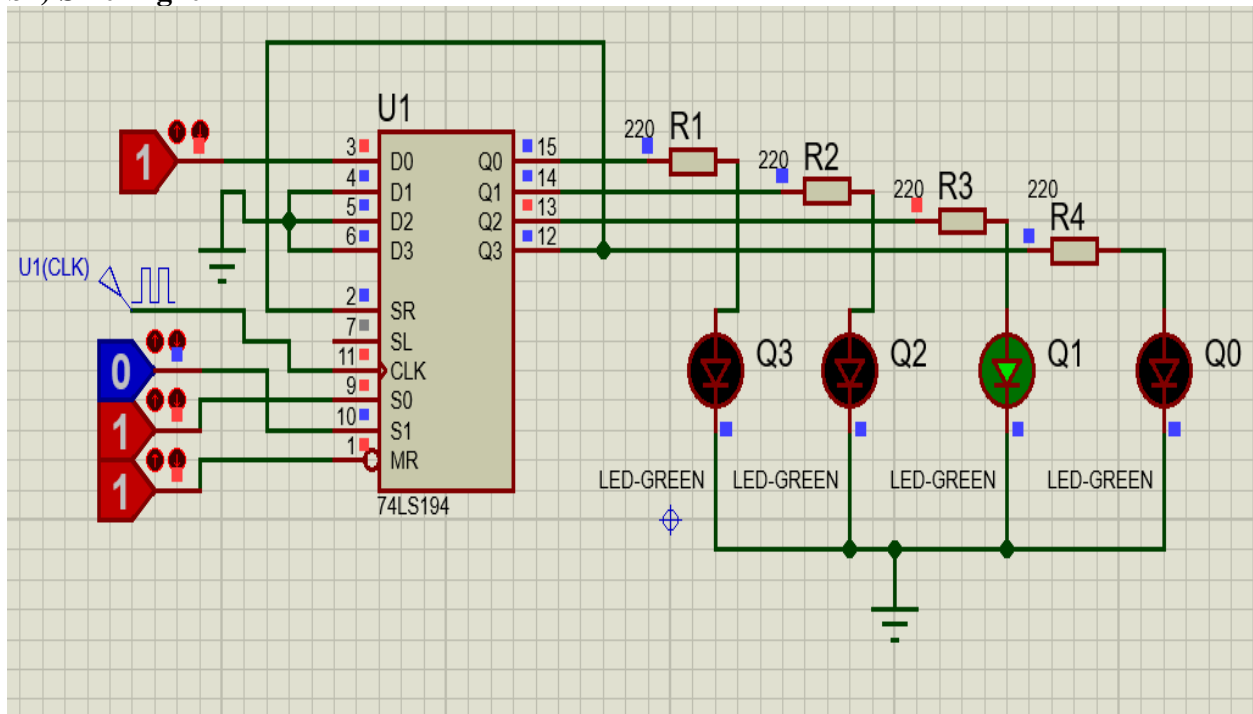 U1
1
3
D0
Q0
15
220
R1
4
D1
Q1
14
220
R2
5
D2
Q2
13
220
R3
6
D3
Q3
12
220
R4
U1(CLK)
2
SR
7
SL
11
CLK
0
9
S0
1
10
S1
1
1
MR
74LS194
Q3
Q2
Q1
Q0
LED-GREEN
LED-GREEN
LED-GREEN
LED-GREEN